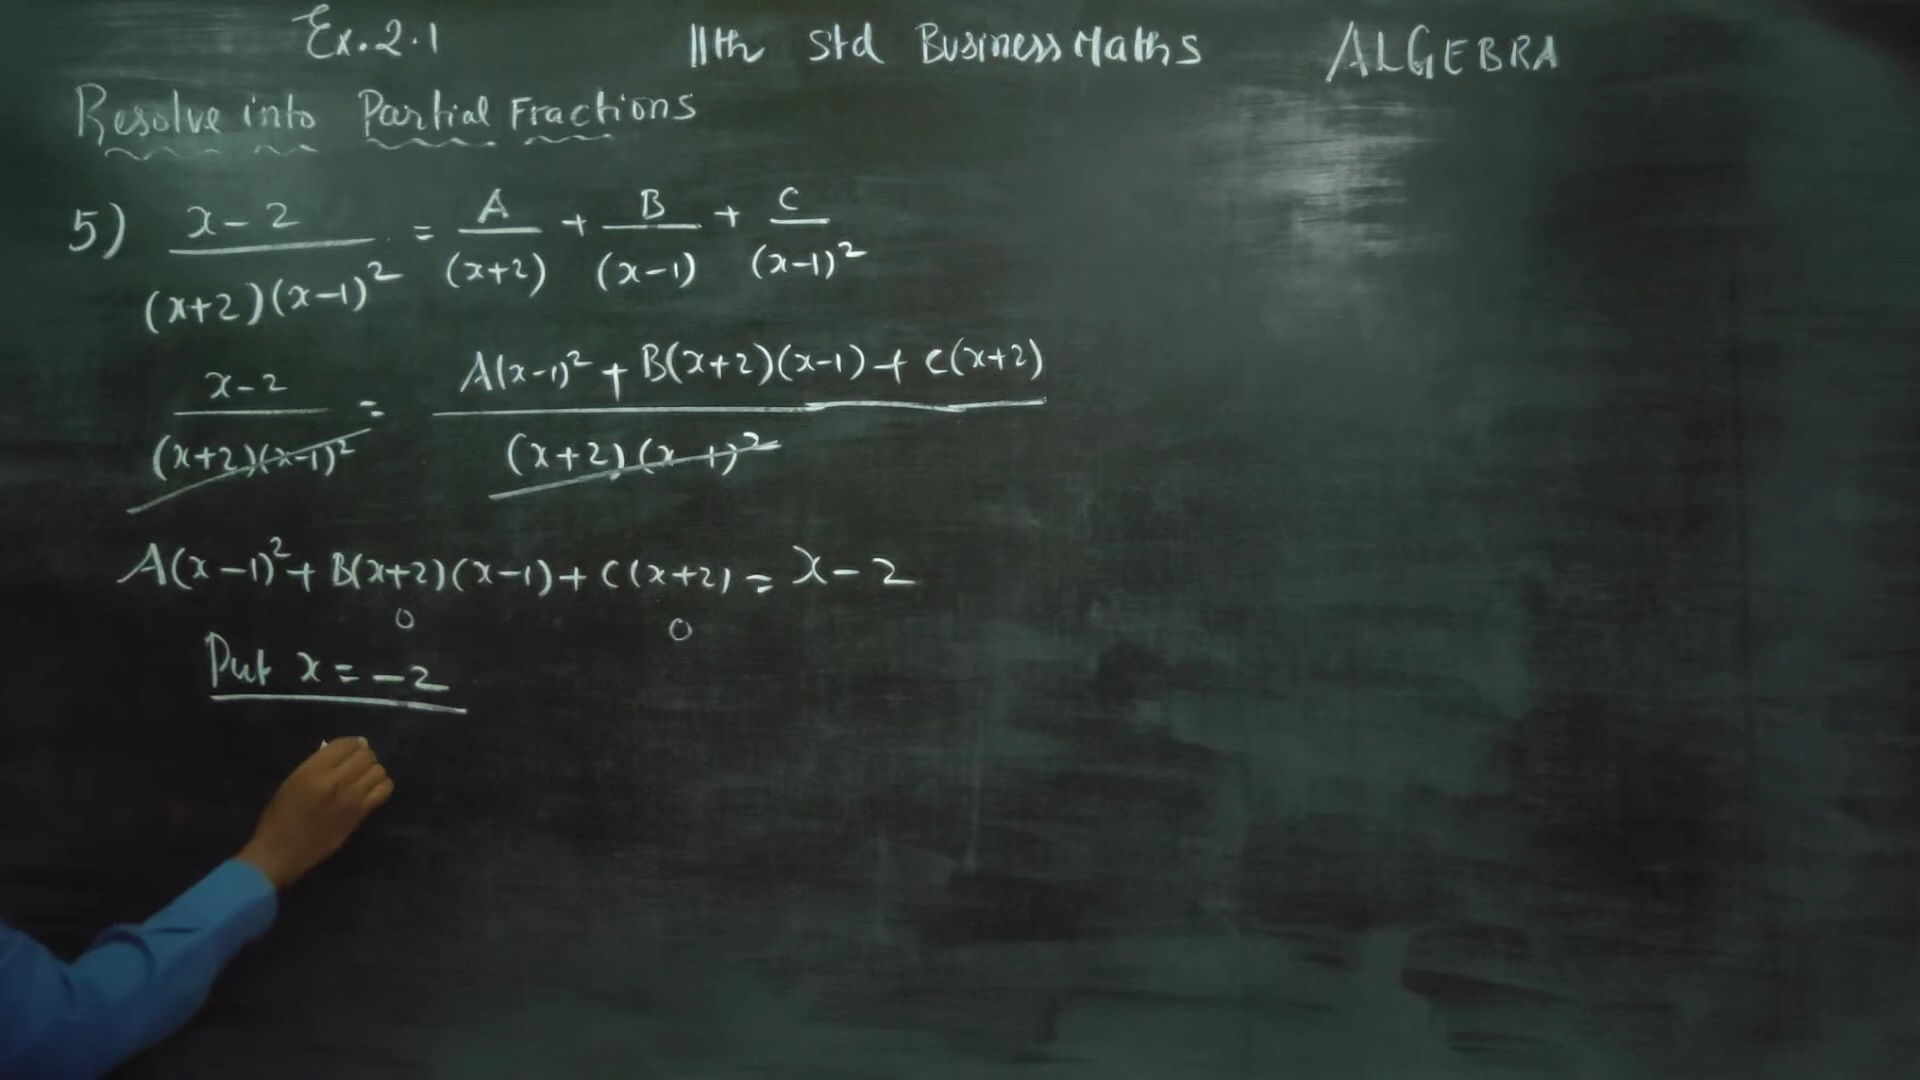 Ex. 2.1 11th Std Business Maths ALGEBRA
Resolve into Partial Fractions
5) x-2 / (x+2)(x-1)² = A / (x+2) + B / (x-1) + C / (x-1)²
x-2 / (x+2)(x-1)² = A(x-1)² + B(x+2)(x-1) + C(x+2) / (x+2)(x-1)²
A(x-1)² + B(x+2)(x-1) + C(x+2) = x-2
0 0
Put x = -2